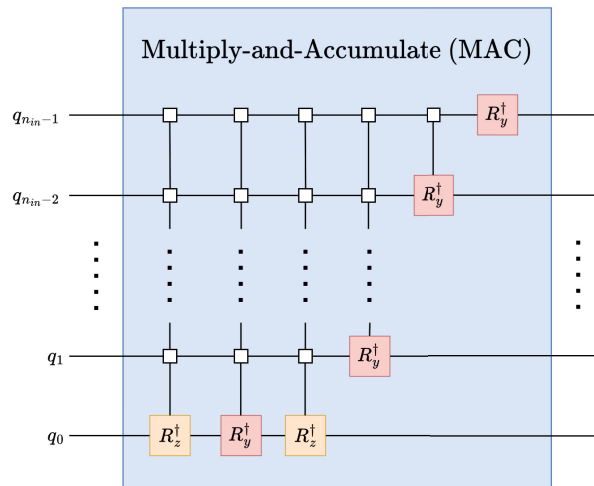 Multiply-and-Accumulate (MAC)
q_{n_{in}-1} R_y^†
q_{n_{in}-2} R_y^†
q_1 R_y^†
q_0 R_z^† R_y^† R_z^†